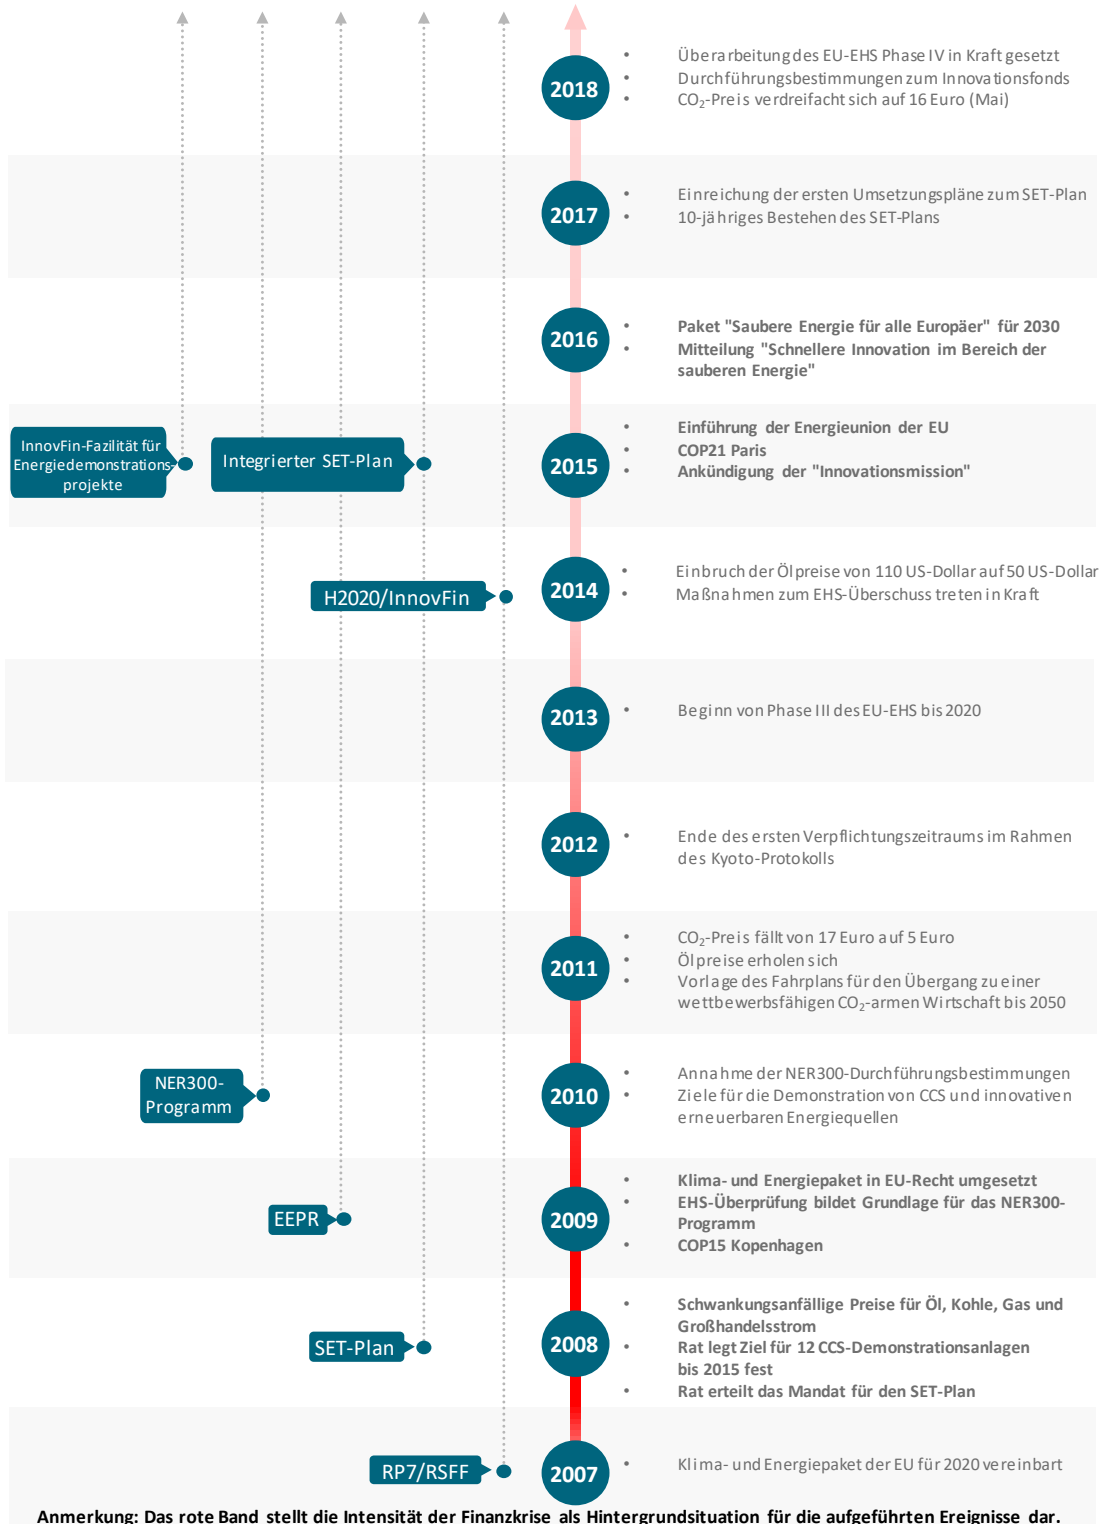 2018
Überarbeitung des EU-EHS Phase IV in Kraft gesetzt
Durchführungsbestimmungen zum Innovationsfonds
CO₂-Preis verdreifacht sich auf 16 Euro (Mai)
2017
Einreichung der ersten Umsetzungspläne zum SET-Plan
10-jähriges Bestehen des SET-Plans
2016
Paket "Saubere Energie für alle Europäer" für 2030
Mitteilung "Schnellere Innovation im Bereich der
sauberen Energie"
InnovFin-Fazilität für
Energiedemonstrations-
projekte
Integrierter SET-Plan
2015
Einführung der Energieunion der EU
COP21 Paris
Ankündigung der "Innovationsmission"
H2020/InnovFin
2014
Einbruch der Ölpreise von 110 US-Dollar auf 50 US-Dollar
Maßnahmen zum EHS-Überschuss treten in Kraft
2013
Beginn von Phase III des EU-EHS bis 2020
2012
Ende des ersten Verpflichtungszeitraums im Rahmen
des Kyoto-Protokolls
2011
CO₂-Preis fällt von 17 Euro auf 5 Euro
Ölpreise erholen sich
Vorlage des Fahrplans für den Übergang zu einer
wettbewerbsfähigen CO₂-armen Wirtschaft bis 2050
NER300-
Programm
2010
Annahme der NER300-Durchführungsbestimmungen
Ziele für die Demonstration von CCS und innovativen
erneuerbaren Energiequellen
EEPR
2009
Klima- und Energiepaket in EU-Recht umgesetzt
EHS-Überprüfung bildet Grundlage für das NER300-
Programm
COP15 Kopenhagen
SET-Plan
2008
Schwankungsanfällige Preise für Öl, Kohle, Gas und
Großhandelsstrom
Rat legt Ziel für 12 CCS-Demonstrationsanlagen
bis 2015 fest
Rat erteilt das Mandat für den SET-Plan
RP7/RSFF
2007
Klima- und Energiepaket der EU für 2020 vereinbart
Anmerkung: Das rote Band stellt die Intensität der Finanzkrise als Hintergrundsituation für die aufgeführten Ereignisse dar.